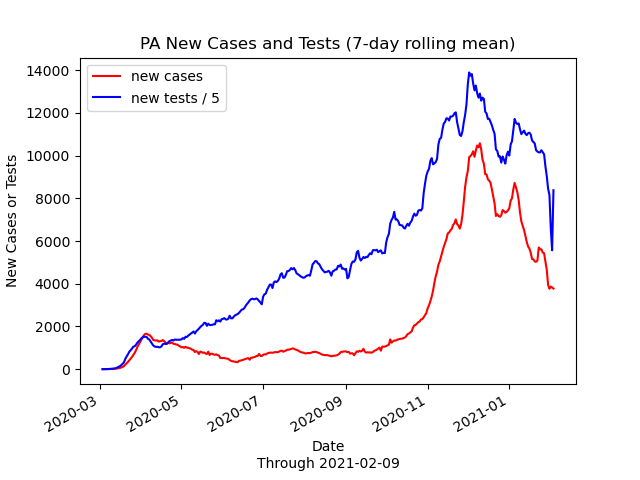 PA New Cases and Tests (7-day rolling mean)
new cases
new tests / 5
New Cases or Tests
14000
12000
10000
8000
6000
4000
2000
0
2020-03
2020-05
2020-07
2020-09
2020-11
2021-01
Date
Through 2021-02-09